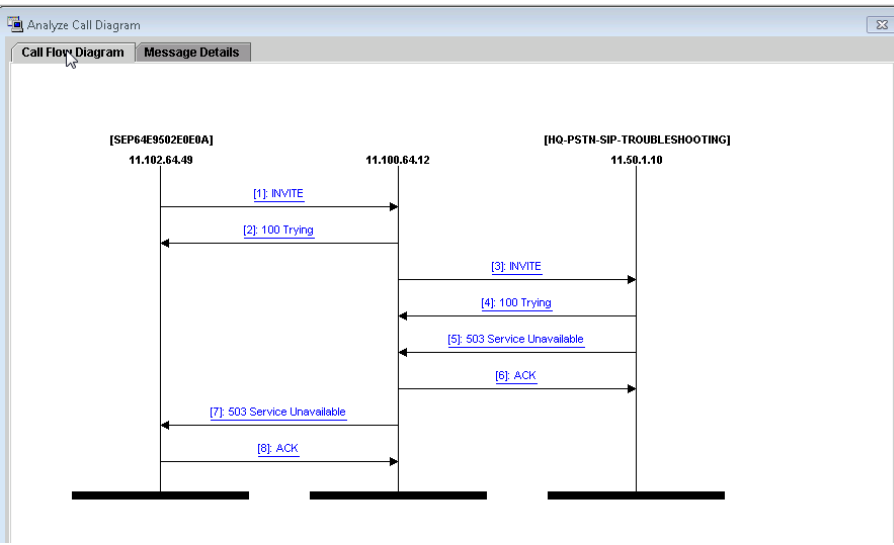 Analyze Call Diagram
Call Flow Diagram Message Details
[SEP64E9502E0E0A] [HQ-PSTN-SIP-TROUBLESHOOTING]
11.102.64.49 11.100.64.12 11.50.1.10
[1]: INVITE
[2]: 100 Trying
[3]: INVITE
[4]: 100 Trying
[5]: 503 Service Unavailable
[6]: ACK
[7]: 503 Service Unavailable
[8]: ACK